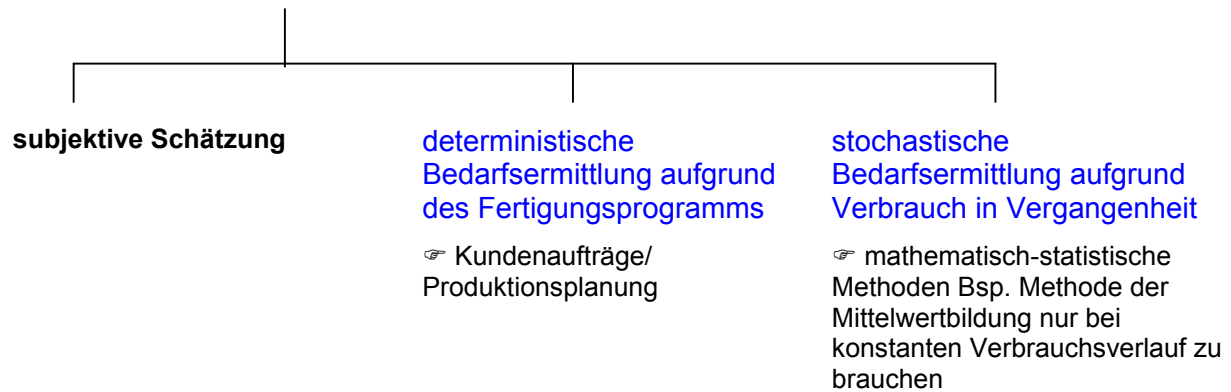 subjektive Schätzung
deterministische
Bedarfsermittlung aufgrund
des Fertigungsprogramms
☞ Kundenaufträge/
Produktionsplanung
stochastische
Bedarfsermittlung aufgrund
Verbrauch in Vergangenheit
☞ mathematisch-statistische
Methoden Bsp. Methode der
Mittelwertbildung nur bei
konstanten Verbrauchsverlauf zu
brauchen